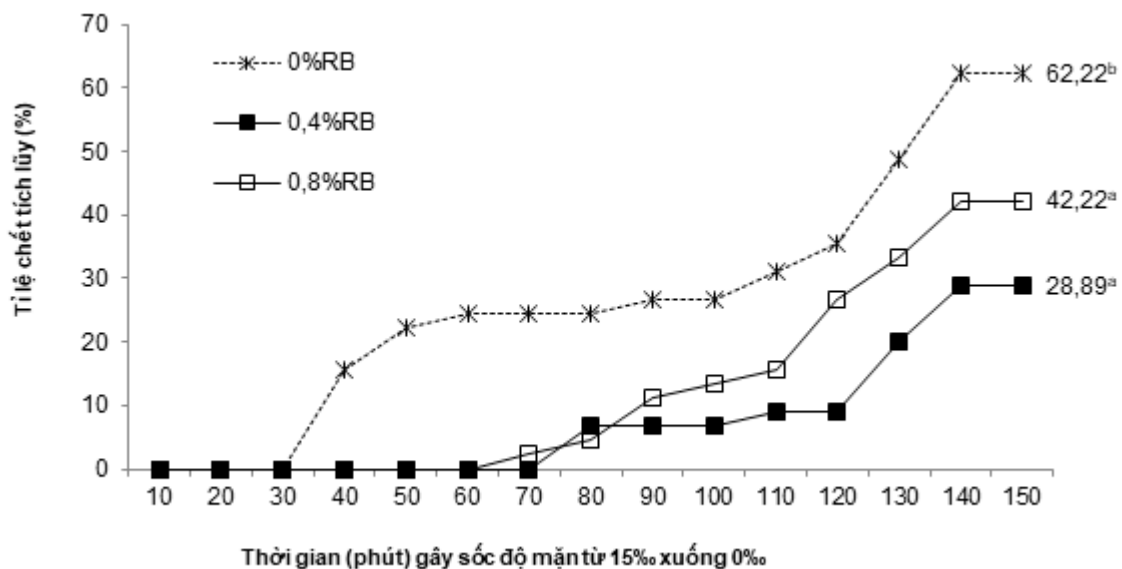 70
60
50
40
30
20
10
0
Tỉ lệ chết tích lũy (%)
0%RB
0,4%RB
0,8%RB
62,22ᵇ
42,22ᵃ
28,89ᵃ
10 20 30 40 50 60 70 80 90 100 110 120 130 140 150
Thời gian (phút) gây sốc độ mặn từ 15‰ xuống 0‰